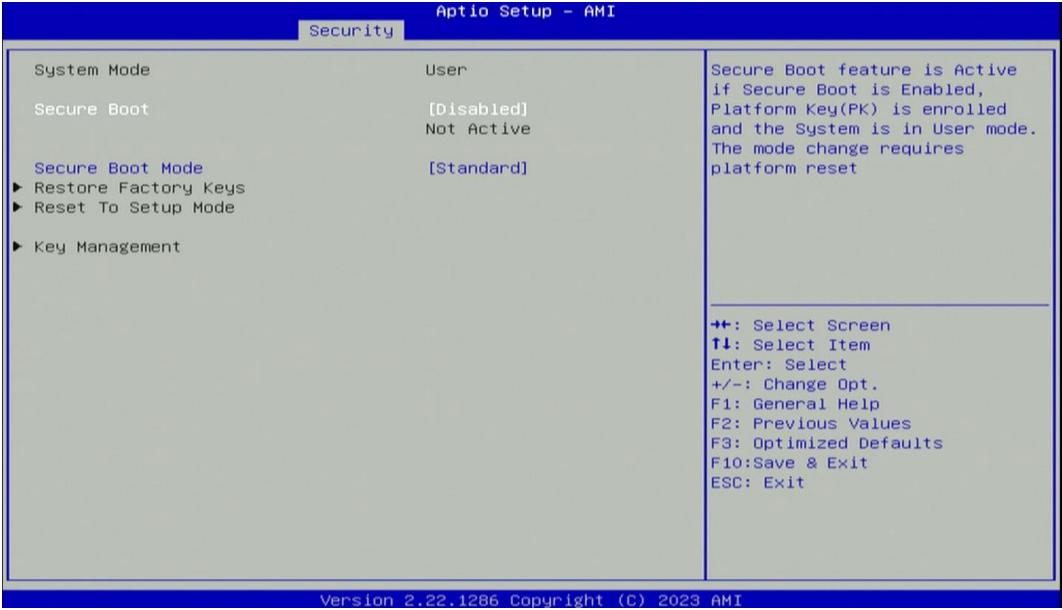 Aptio Setup – AMI
Security
System Mode User
Secure Boot [Disabled]
Not Active
Secure Boot Mode [Standard]
Restore Factory Keys
Reset To Setup Mode
Key Management
Secure Boot feature is Active
if Secure Boot is Enabled,
Platform Key(PK) is enrolled
and the System is in User mode.
The mode change requires
platform reset
→←: Select Screen
↑↓: Select Item
Enter: Select
+/-: Change Opt.
F1: General Help
F2: Previous Values
F3: Optimized Defaults
F10:Save & Exit
ESC: Exit
Version 2.22.1286 Copyright (C) 2023 AMI